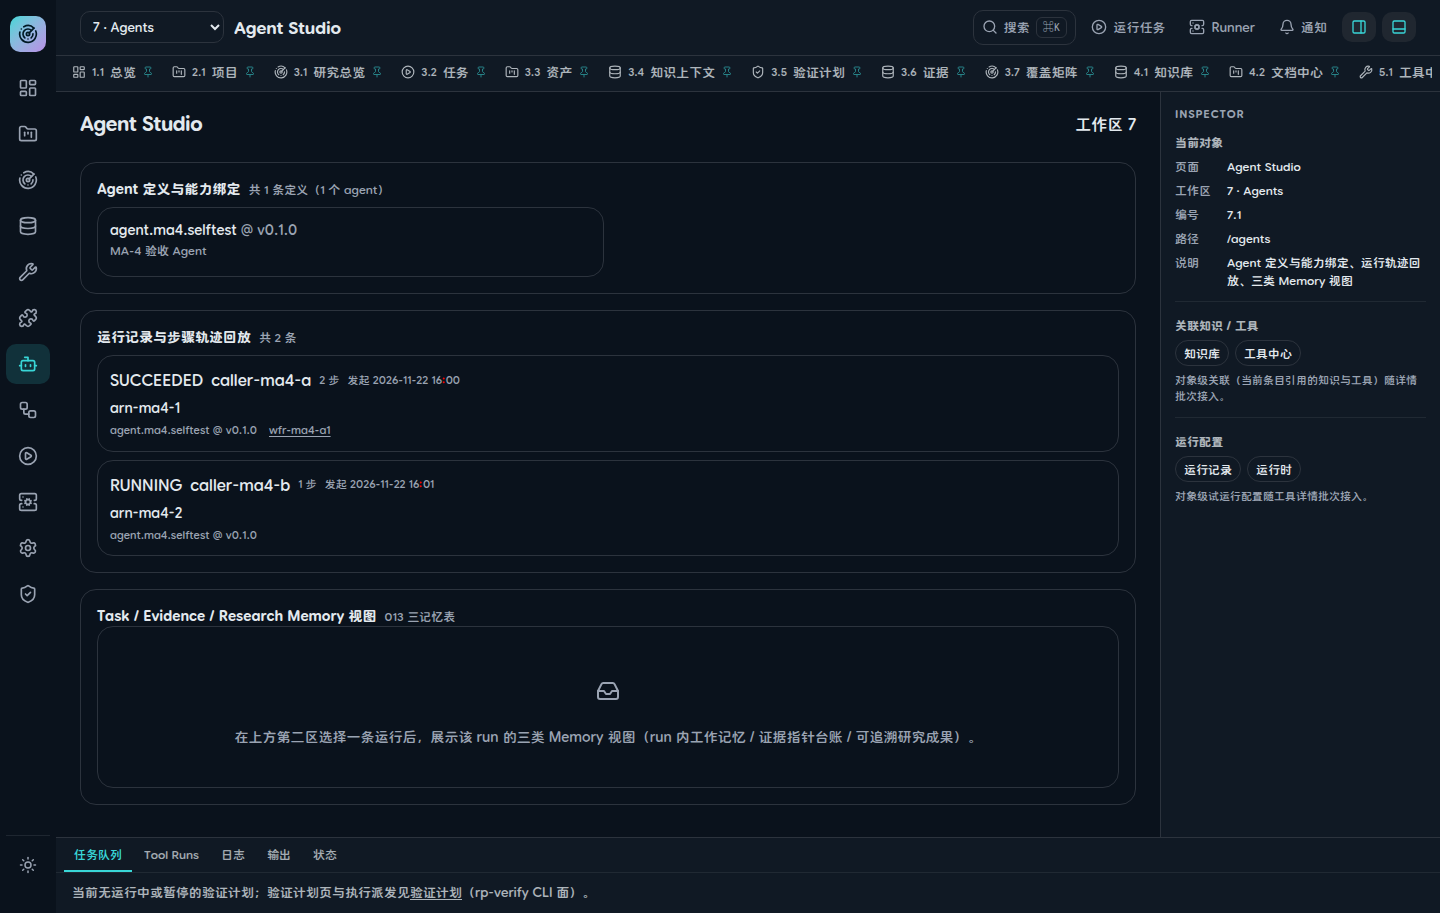 7 · Agents
Agent Studio
搜索 ⌘K
运行任务
Runner
通知
1.1 总览
2.1 项目
3.1 研究总览
3.2 任务
3.3 资产
3.4 知识上下文
3.5 验证计划
3.6 证据
3.7 覆盖矩阵
4.1 知识库
4.2 文档中心
5.1 工具中
Agent Studio
工作区 7
Agent 定义与能力绑定 共 1 条定义（1 个 agent）
agent.ma4.selftest @ v0.1.0
MA-4 验收 Agent
运行记录与步骤轨迹回放 共 2 条
SUCCEEDED caller-ma4-a 2 步 发起 2026-11-22 16:00
arn-ma4-1
agent.ma4.selftest @ v0.1.0 wfr-ma4-a1
RUNNING caller-ma4-b 1 步 发起 2026-11-22 16:01
arn-ma4-2
agent.ma4.selftest @ v0.1.0
Task / Evidence / Research Memory 视图 013 三记忆表
在上方第二区选择一条运行后，展示该 run 的三类 Memory 视图（run 内工作记忆 / 证据指针台账 / 可追溯研究成果）。
INSPECTOR
当前对象
页面 Agent Studio
工作区 7 · Agents
编号 7.1
路径 /agents
说明 Agent 定义与能力绑定、运行轨迹回
放、三类 Memory 视图
关联知识 / 工具
知识库 工具中心
对象级关联（当前条目引用的知识与工具）随详情
批次接入。
运行配置
运行记录 运行时
对象级试运行配置随工具详情批次接入。
任务队列 Tool Runs 日志 输出 状态
当前无运行中或暂停的验证计划；验证计划页与执行派发见验证计划（rp-verify CLI 面）。